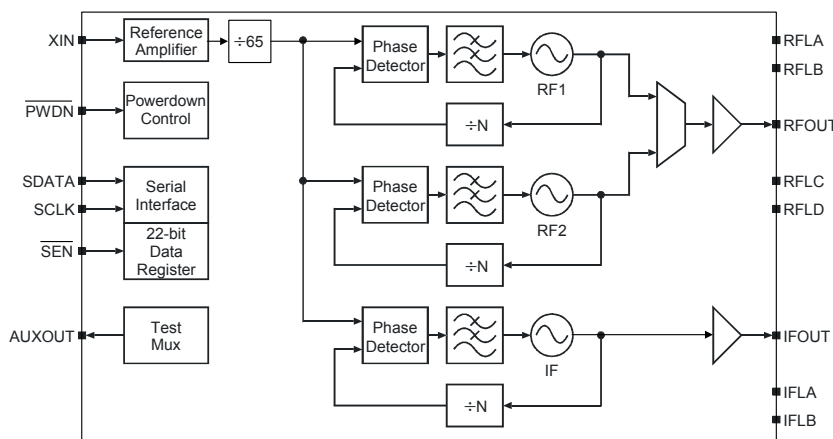 XIN
Reference
Amplifier
÷65
Phase
Detector
RF1
÷N
RFLA
RFLB
PWDN
Powerdown
Control
RFOUT
SDATA
SCLK
Serial
Interface
Phase
Detector
RF2
÷N
RFLC
RFLD
SEN
22-bit
Data
Register
AUXOUT
Test
Mux
Phase
Detector
IF
÷N
IFOUT
IFLA
IFLB